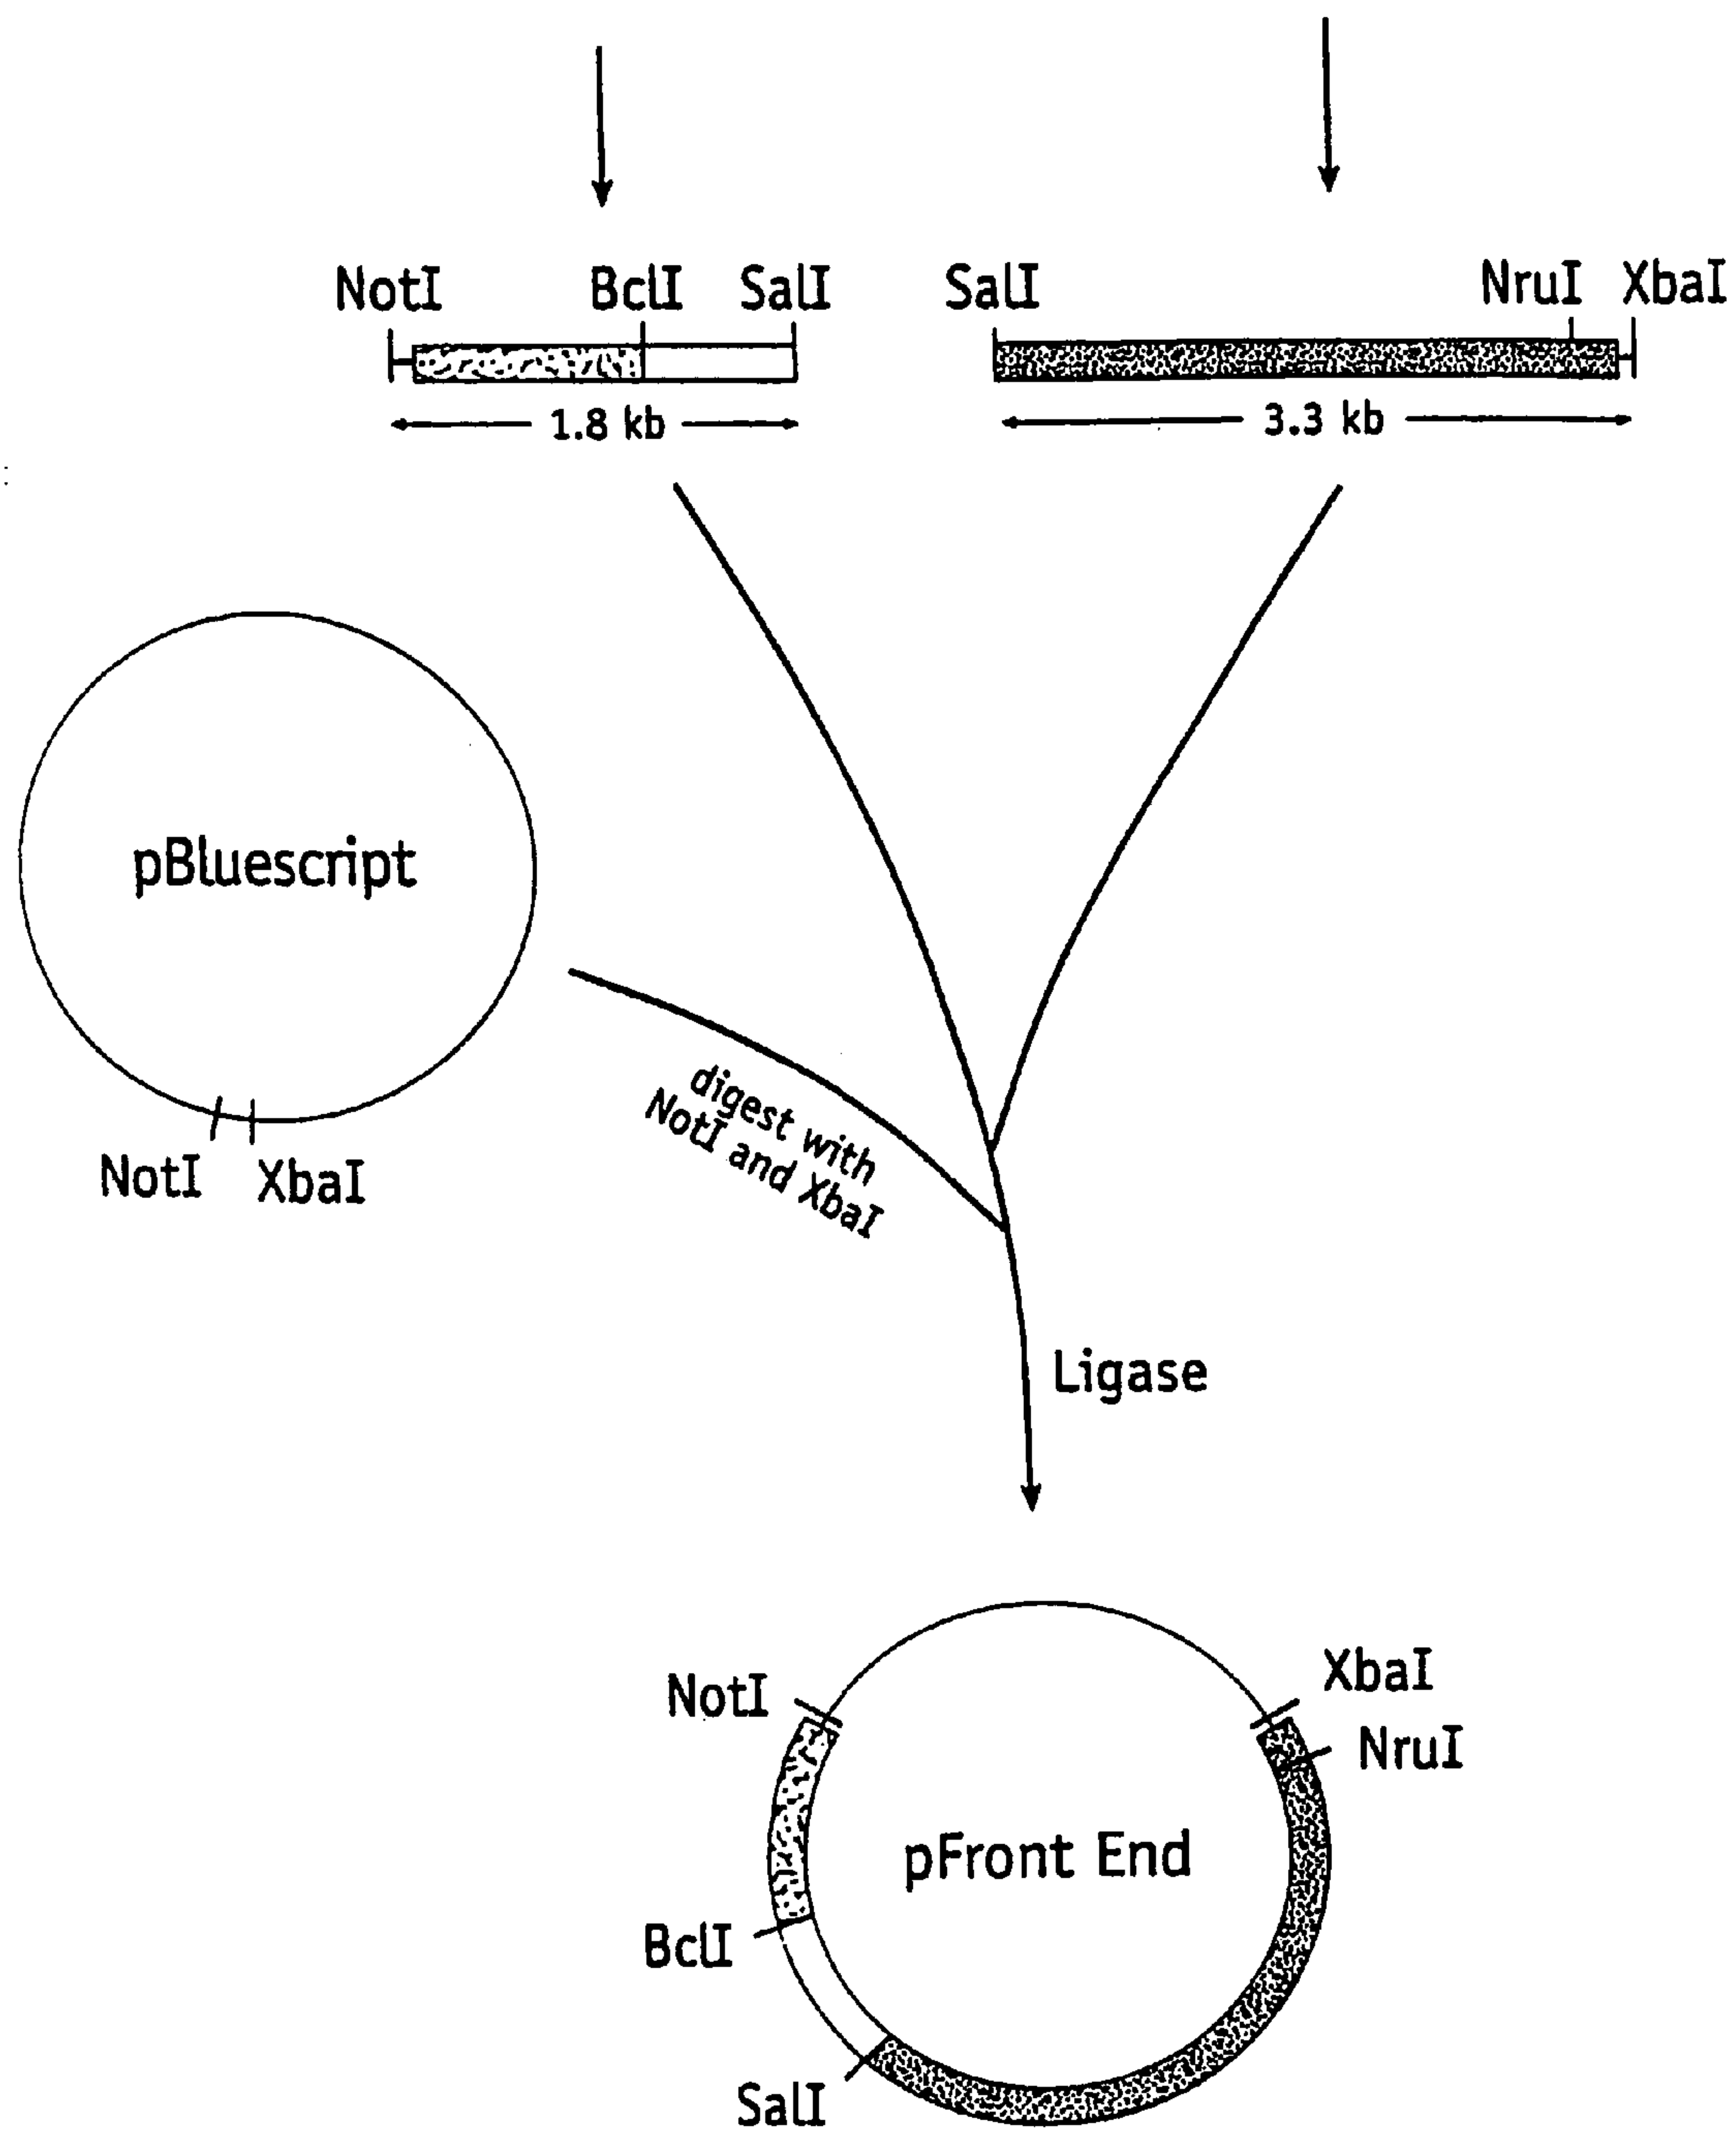 NotI BclI SalI SalI NruI XbaI
1.8 kb 3.3 kb
pBluescript
NotI XbaI
digest with
NotI and XbaI
Ligase
NotI XbaI
NruI
pFront End
BclI
SalI